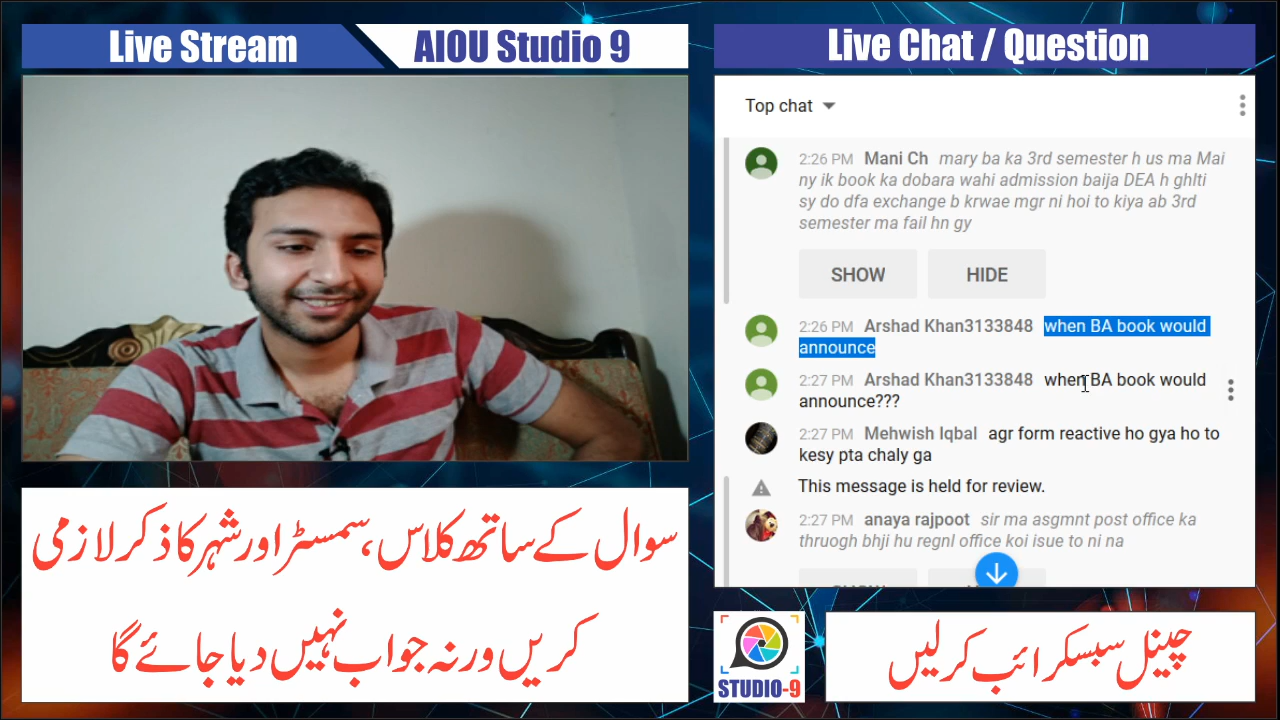 Live Stream
AIOU Studio 9
Live Chat / Question
Top chat
2:26 PM Mani Ch mary ba ka 3rd semester h us ma Mai
ny ik book ka dobara wahi admission baija DEA h ghlti
sy do dfa exchange b krwae mgr ni hoi to kiya ab 3rd
semester ma fail hn gy
SHOW HIDE
2:26 PM Arshad Khan3133848 when BA book would
announce
2:27 PM Arshad Khan3133848 when BA book would
announce???
2:27 PM Mehwish Iqbal agr form reactive ho gya ho to
kesy pta chaly ga
This message is held for review.
2:27 PM anaya rajpoot sir ma asgmnt post office ka
thruogh bhji hu regnl office koi isue to ni na
سوال کے ساتھ کلاس، سمسٹر اور شہر کا ذکر لازمی
کریں ورنہ جواب نہیں دیا جائے گا
STUDIO-9
چینل سبسکرائب کرلیں